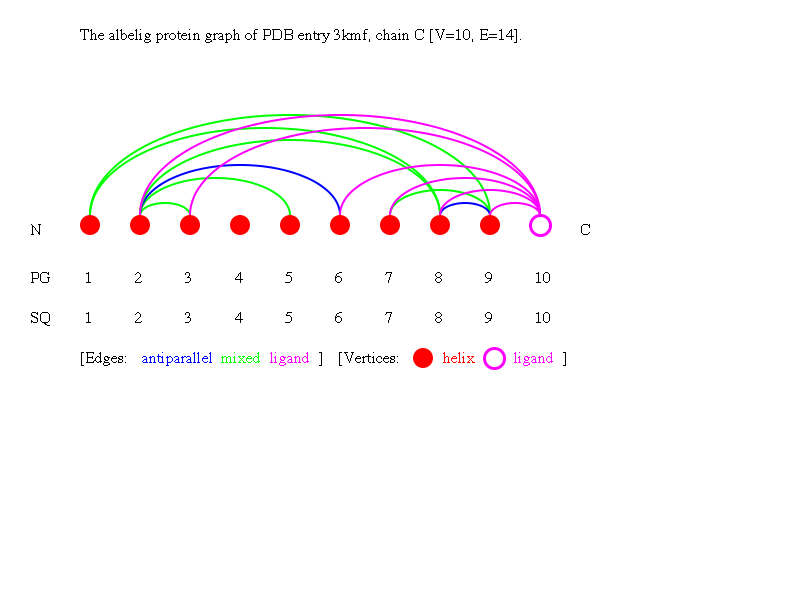 The albelig protein graph of PDB entry 3kmf, chain C [V=10, E=14].
N C
PG 1 2 3 4 5 6 7 8 9 10
SQ 1 2 3 4 5 6 7 8 9 10
[Edges: antiparallel mixed ligand ] [Vertices: helix ligand ]